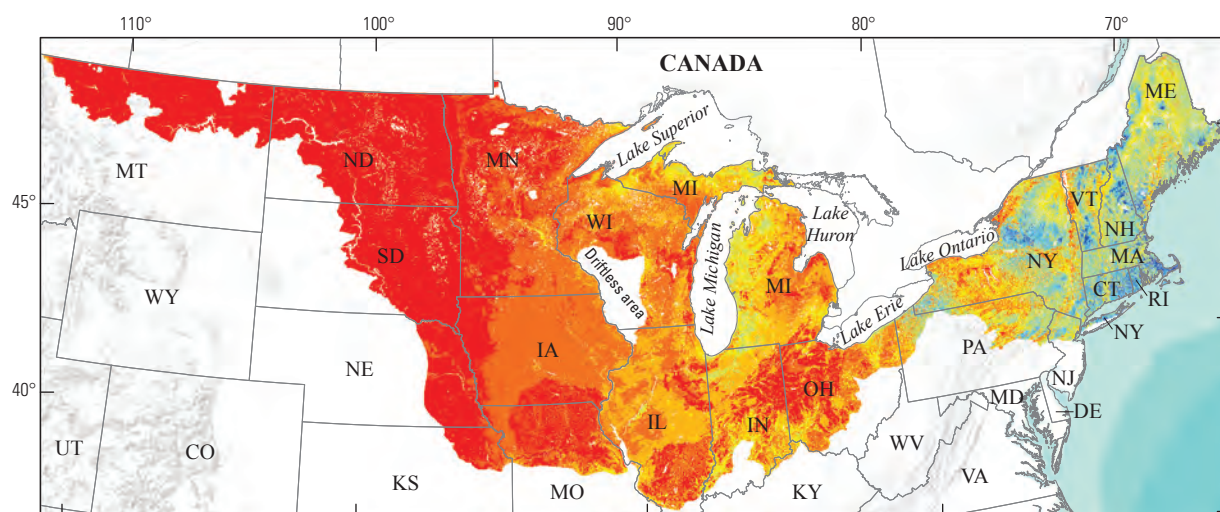 110°
100°
90°
80°
70°
CANADA
ME
Lake Superior
ND
MN
MT
MI
VT
45°
WI
Lake
Huron
NH
Lake Ontario
MA
SD
Driftless area
Lake Michigan
NY
MI
WY
CT
RI
Lake Erie
NY
IA
PA
NE
40°
OH
NJ
MD
DE
IL
IN
UT
CO
WV
KS
MO
KY
VA